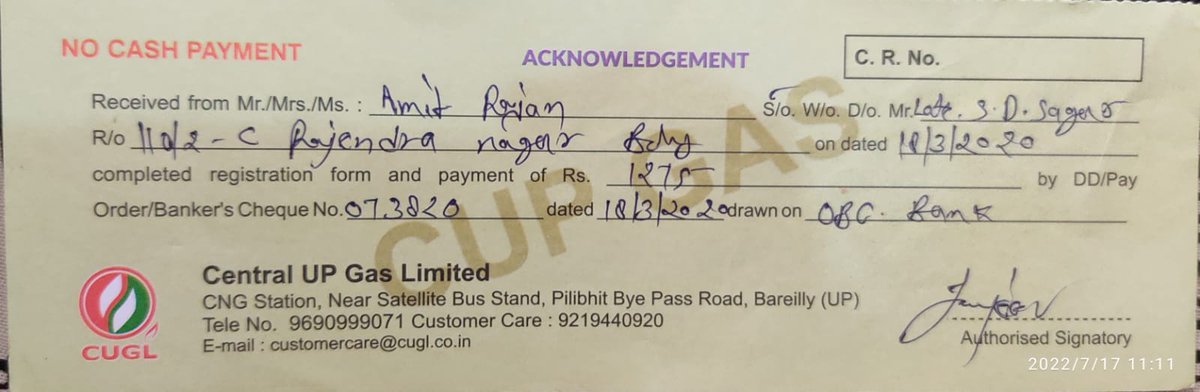 NO CASH PAYMENT
ACKNOWLEDGEMENT
C. R. No.
CUP GAS
Received from Mr./Mrs./Ms. : Amit Rajan S/o. W/o. D/o. Mr. Late. S. D. Sagar
R/o 110/2-C Rajendra nagar Bdy on dated 18/3/2020
completed registration form and payment of Rs. 1275 by DD/Pay
Order/Banker's Cheque No. 073820 dated 18/3/2020 drawn on OBC. Bank
CUGL
Central UP Gas Limited
CNG Station, Near Satellite Bus Stand, Pilibhit Bye Pass Road, Bareilly (UP)
Tele No. 9690999071 Customer Care : 9219440920
E-mail : customercare@cugl.co.in
Authorised Signatory
2022/7/17 11:11